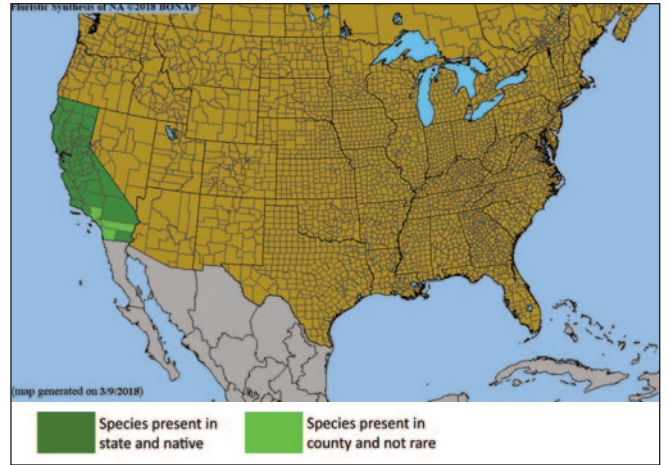 Floristic Synthesis of NA ©2018 BONAP
(map generated on 3/9/2018)
Species present in
state and native
Species present in
county and not rare